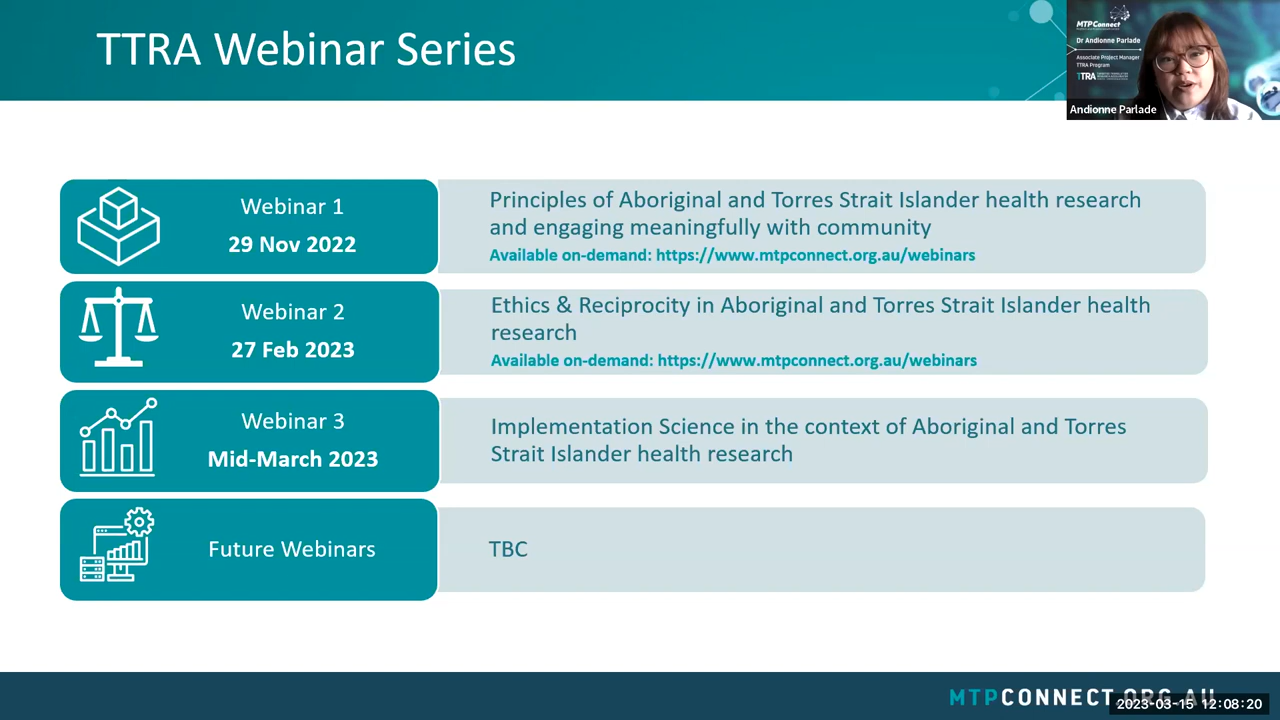 TTRA Webinar Series
MTPConnect
Dr Andionne Parlade
Associate Project Manager
TTRA Program
TTRA
Andionne Parlade
Webinar 1
29 Nov 2022
Principles of Aboriginal and Torres Strait Islander health research
and engaging meaningfully with community
Available on-demand: https://www.mtpconnect.org.au/webinars
Webinar 2
27 Feb 2023
Ethics & Reciprocity in Aboriginal and Torres Strait Islander health
research
Available on-demand: https://www.mtpconnect.org.au/webinars
Webinar 3
Mid-March 2023
Implementation Science in the context of Aboriginal and Torres
Strait Islander health research
Future Webinars
TBC
MTPCONNECT.ORG.AU
2023-03-15 12:08:20